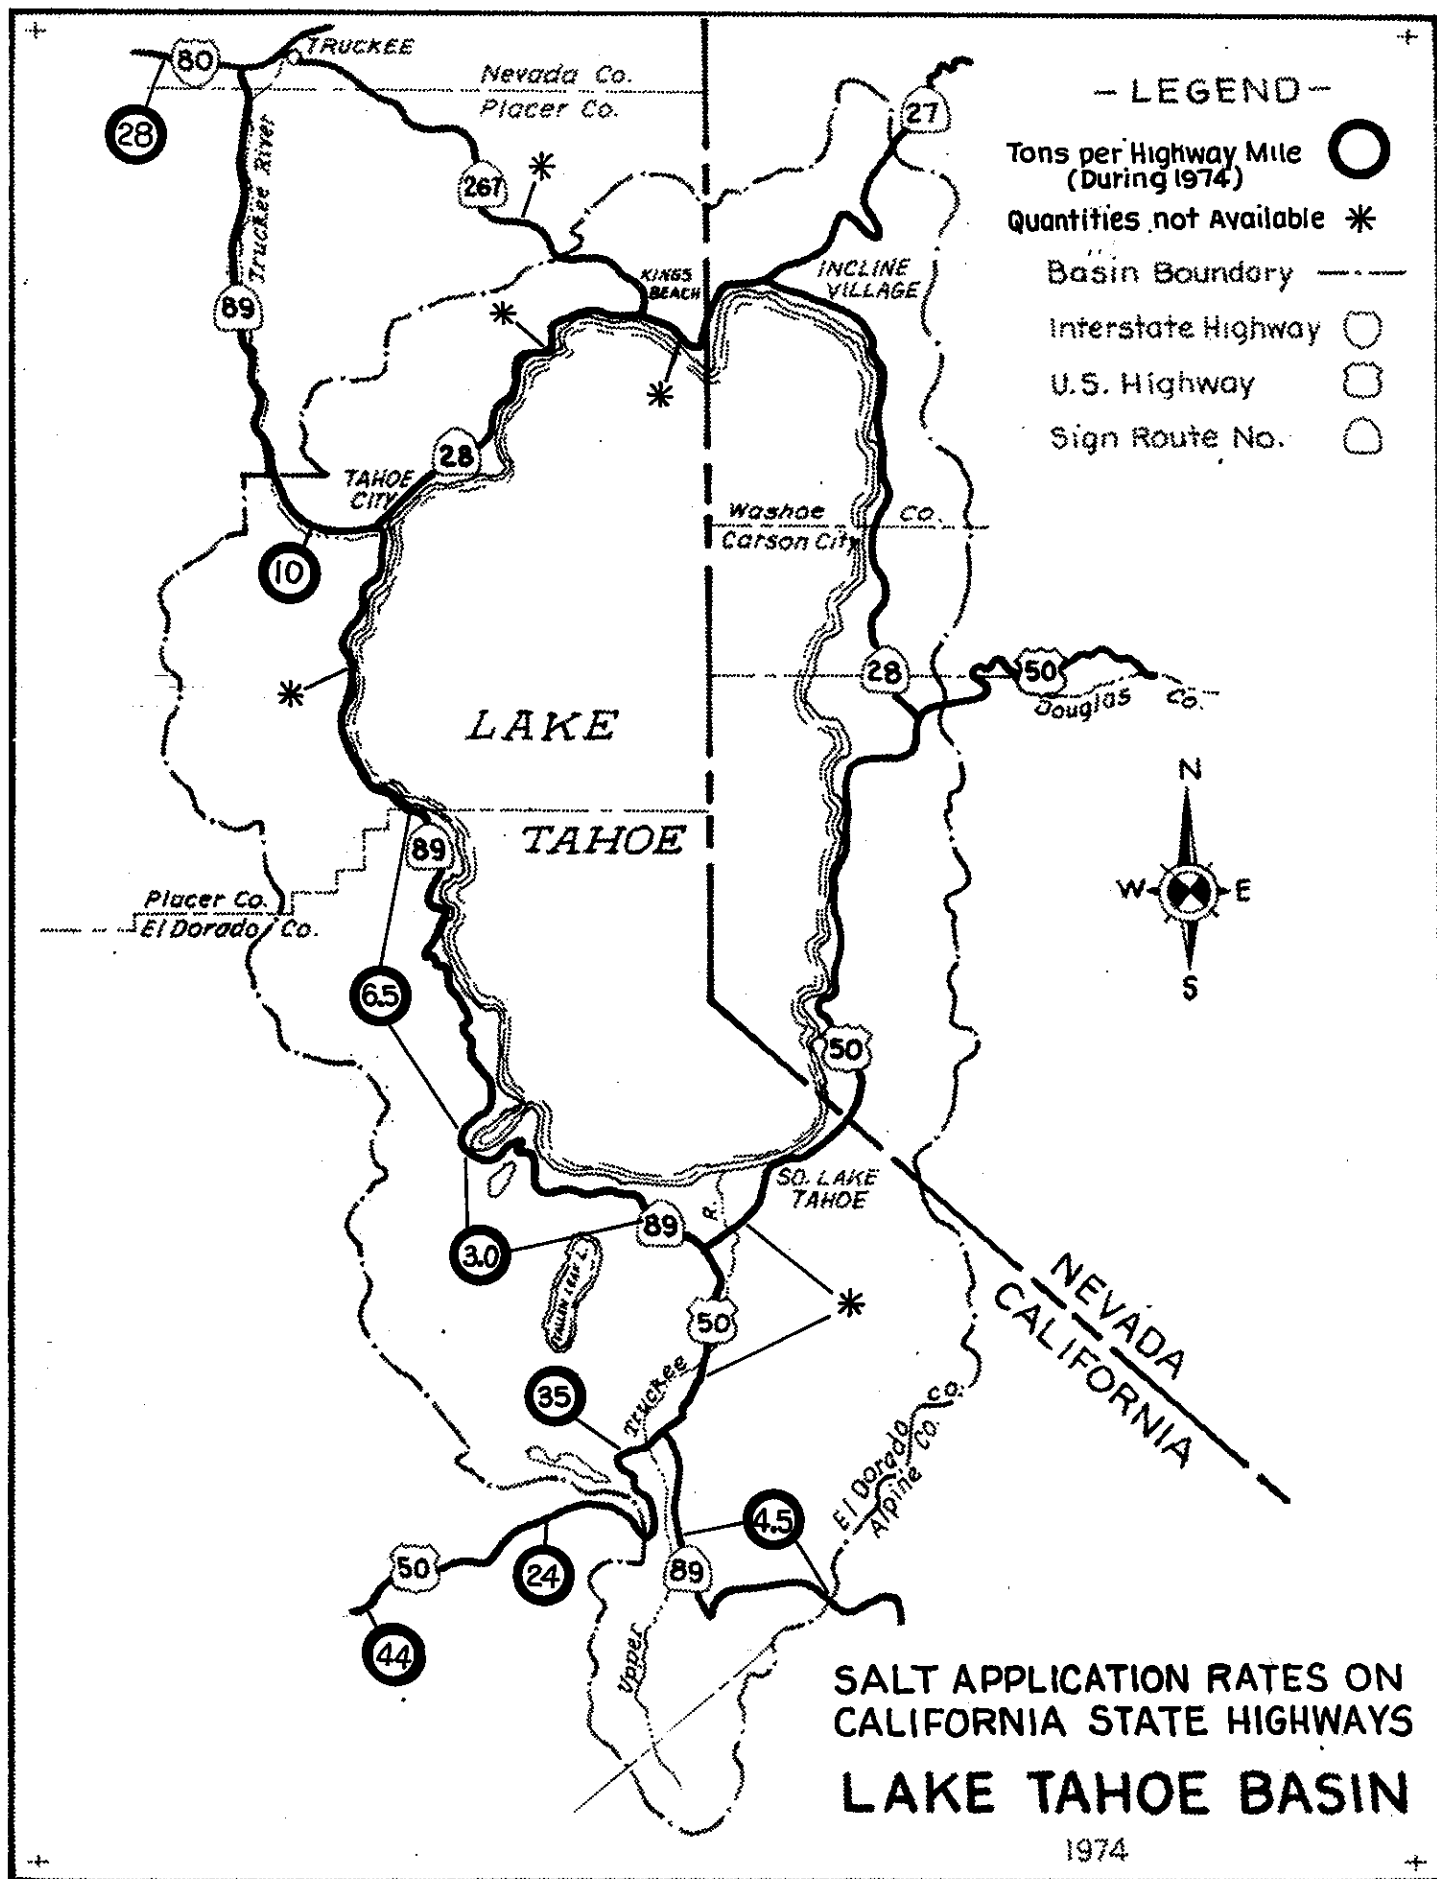 80
TRUCKEE
Nevada Co.
Placer Co.
28
Truckee River
267
*
27
- LEGEND -
Tons per Highway Mile
(During 1974)
Quantities not Available *
Basin Boundary
Interstate Highway
U.S. Highway
Sign Route No.
89
KINGS
BEACH
INCLINE
VILLAGE
*
*
28
TAHOE
CITY
Washoe Co.
Carson City
10
*
28
50
Douglas Co.
LAKE
TAHOE
N
W E
S
89
Placer Co.
El Dorado Co.
6.5
50
SO. LAKE
TAHOE
R.
89
3.0
FALLEN LEAF L.
50
*
NEVADA
CALIFORNIA
35
Truckee
El Dorado Co.
Alpine Co.
4.5
50
24
89
44
Upper
SALT APPLICATION RATES ON
CALIFORNIA STATE HIGHWAYS
LAKE TAHOE BASIN
1974